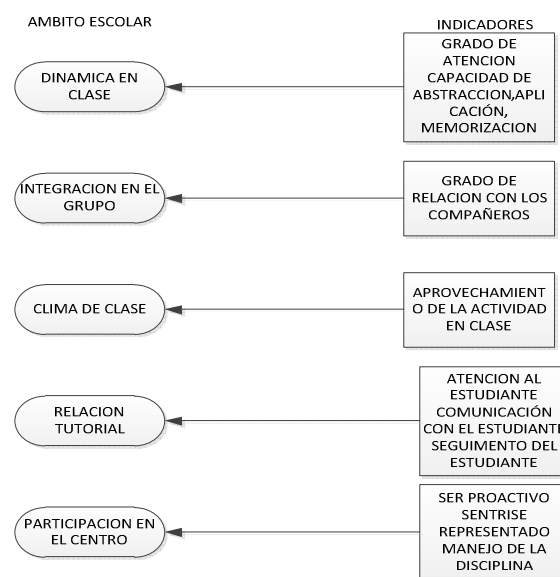 AMBITO ESCOLAR
INDICADORES
DINAMICA EN
CLASE
GRADO DE
ATENCION
CAPACIDAD DE
ABSTRACCION,APLI
CACIÓN,
MEMORIZACION
INTEGRACION EN EL
GRUPO
GRADO DE
RELACION CON LOS
COMPAÑEROS
CLIMA DE CLASE
APROVECHAMIENT
O DE LA ACTIVIDAD
EN CLASE
RELACION
TUTORIAL
ATENCION AL
ESTUDIANTE
COMUNICACIÓN
CON EL ESTUDIANTE
SEGUIMENTO DEL
ESTUDIANTE
PARTICIPACION EN
EL CENTRO
SER PROACTIVO
SENTRISE
REPRESENTADO
MANEJO DE LA
DISCIPLINA